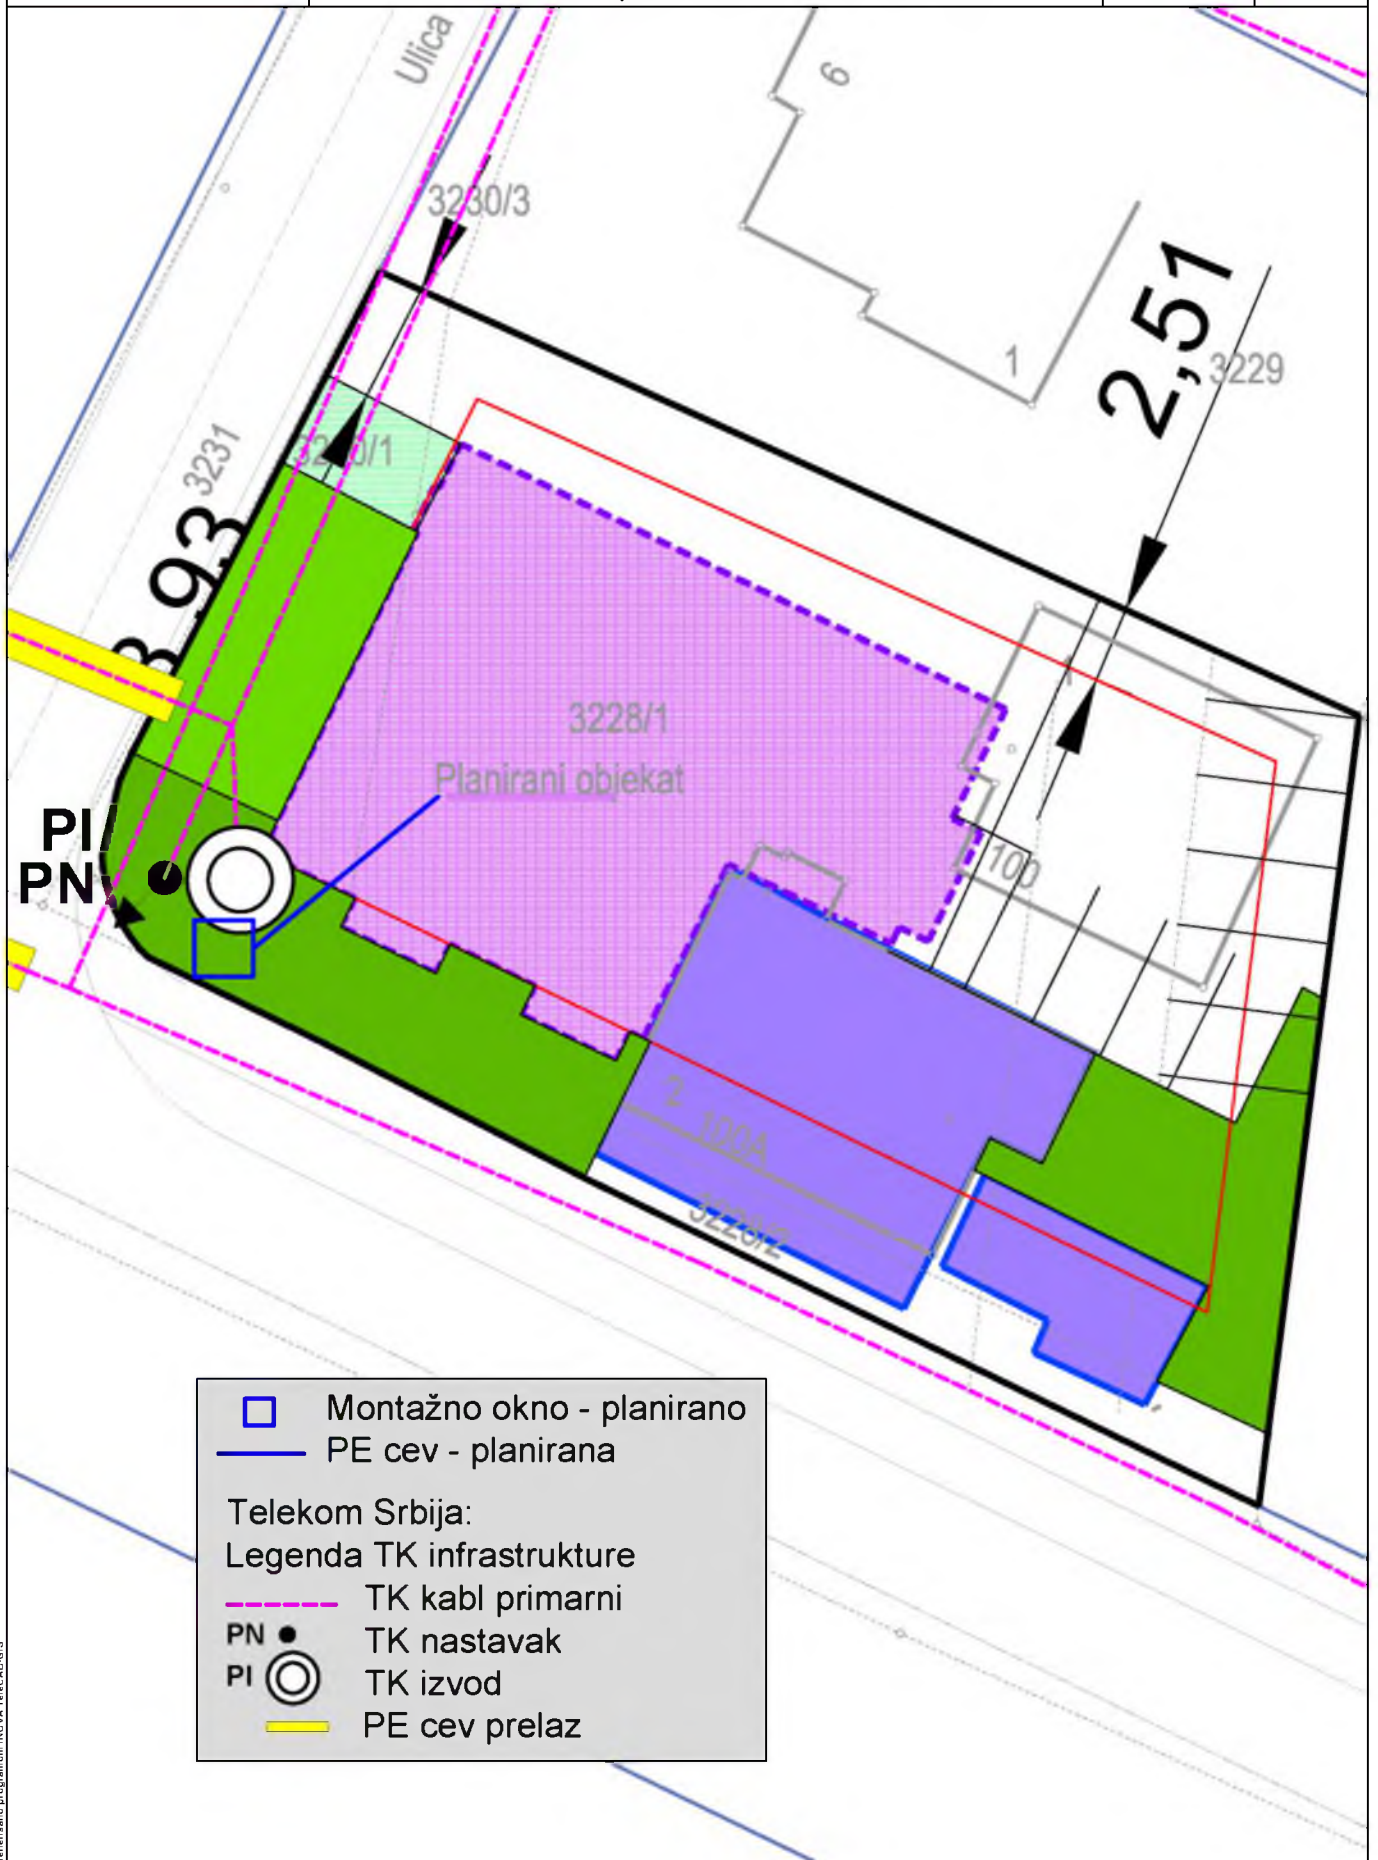 Ulica
6
3230/3
2,51
1
3229
3231
3,93
3228/1
Planirani objekat
1
100
PI/
PN
2
100A
3228/2
Montažno okno - planirano
PE cev - planirana
Telekom Srbija:
Legenda TK infrastrukture
TK kabl primarni
PN TK nastavak
PI TK izvod
PE cev prelaz